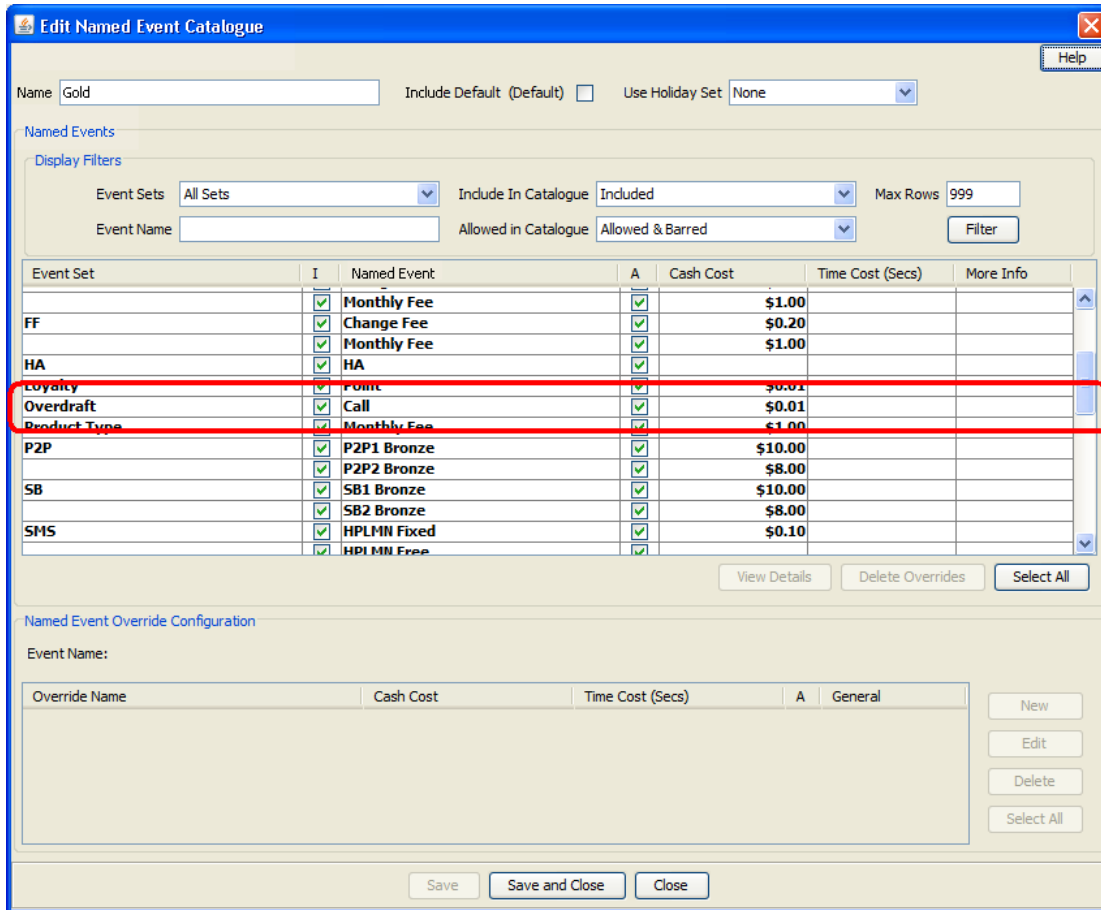 Edit Named Event Catalogue
Help
Name Gold Include Default (Default) Use Holiday Set None
Named Events
Display Filters
Event Sets All Sets Include In Catalogue Included Max Rows 999
Event Name Allowed in Catalogue Allowed & Barred Filter
Event Set I Named Event A Cash Cost Time Cost (Secs) More Info
Monthly Fee $1.00
FF Change Fee $0.20
Monthly Fee $1.00
HA HA
Loyalty Point $0.01
Overdraft Call $0.01
Product Type Monthly Fee $1.00
P2P P2P1 Bronze $10.00
P2P2 Bronze $8.00
SB SB1 Bronze $10.00
SB2 Bronze $8.00
SMS HPLMN Fixed $0.10
HPLMN Free
View Details Delete Overrides Select All
Named Event Override Configuration
Event Name:
Override Name Cash Cost Time Cost (Secs) A General
New
Edit
Delete
Select All
Save Save and Close Close